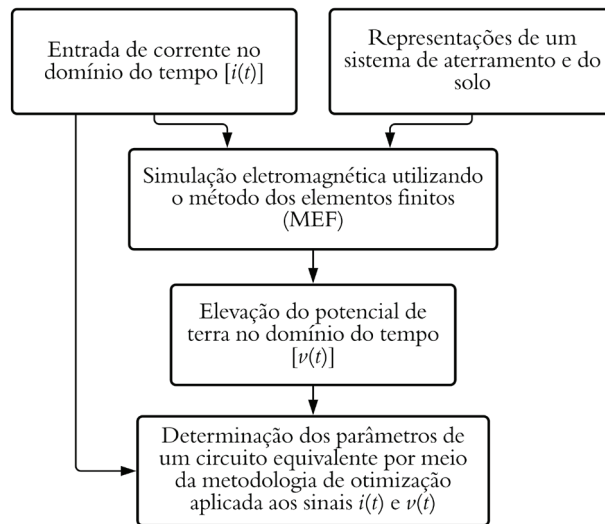 Entrada de corrente no
domínio do tempo [i(t)]
Representações de um
sistema de aterramento e do
solo
Simulação eletromagnética utilizando
o método dos elementos finitos
(MEF)
Elevação do potencial de
terra no domínio do tempo
[v(t)]
Determinação dos parâmetros de
um circuito equivalente por meio
da metodologia de otimização
aplicada aos sinais i(t) e v(t)